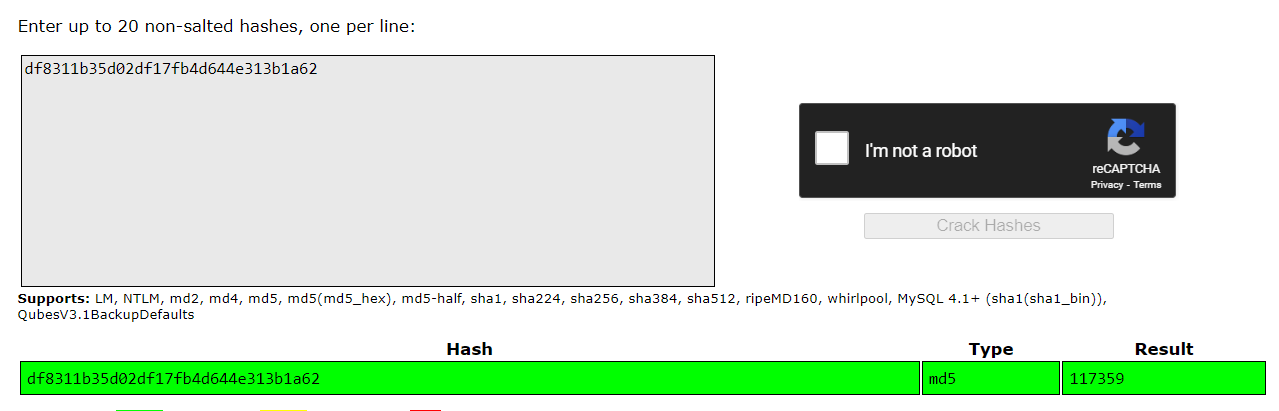 Enter up to 20 non-salted hashes, one per line:
df8311b35d02df17fb4d644e313b1a62
I'm not a robot
reCAPTCHA
Privacy - Terms
Crack Hashes
Supports: LM, NTLM, md2, md4, md5, md5(md5_hex), md5-half, sha1, sha224, sha256, sha384, sha512, ripeMD160, whirlpool, MySQL 4.1+ (sha1(sha1_bin)),
QubesV3.1BackupDefaults
Hash Type Result
df8311b35d02df17fb4d644e313b1a62 md5 117359